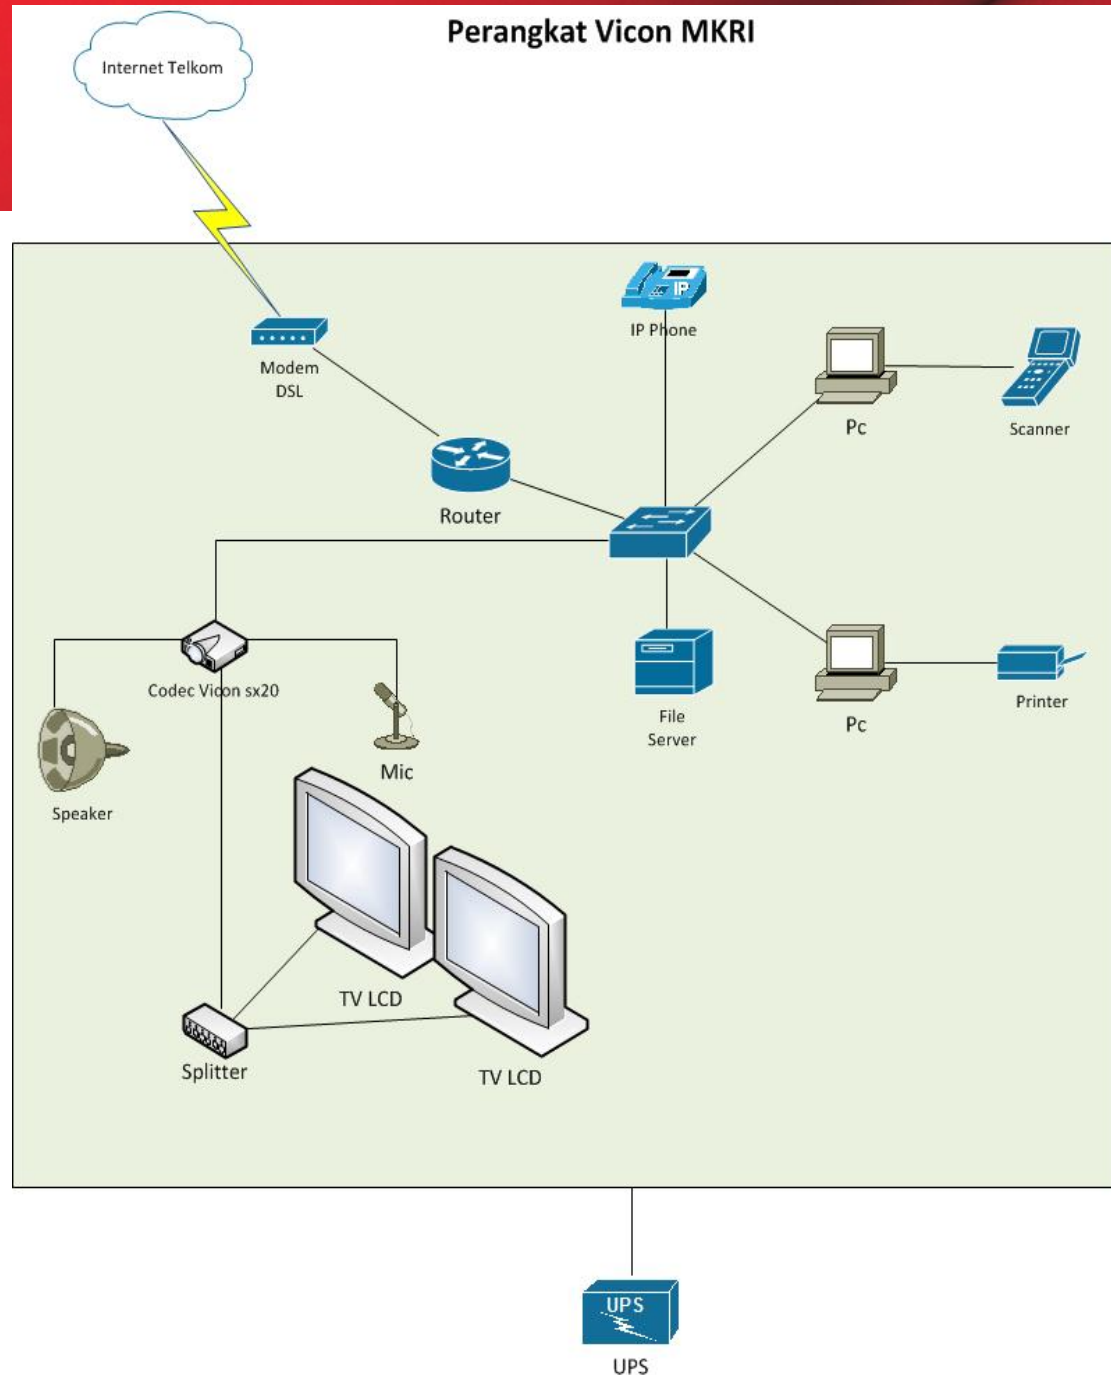 Perangkat Vicon MKRI
Internet Telkom
IP
IP Phone
Modem
DSL
Pc
Scanner
Router
Codec Vicon sx20
File
Server
Pc
Printer
Mic
Speaker
TV LCD
Splitter
TV LCD
UPS
UPS